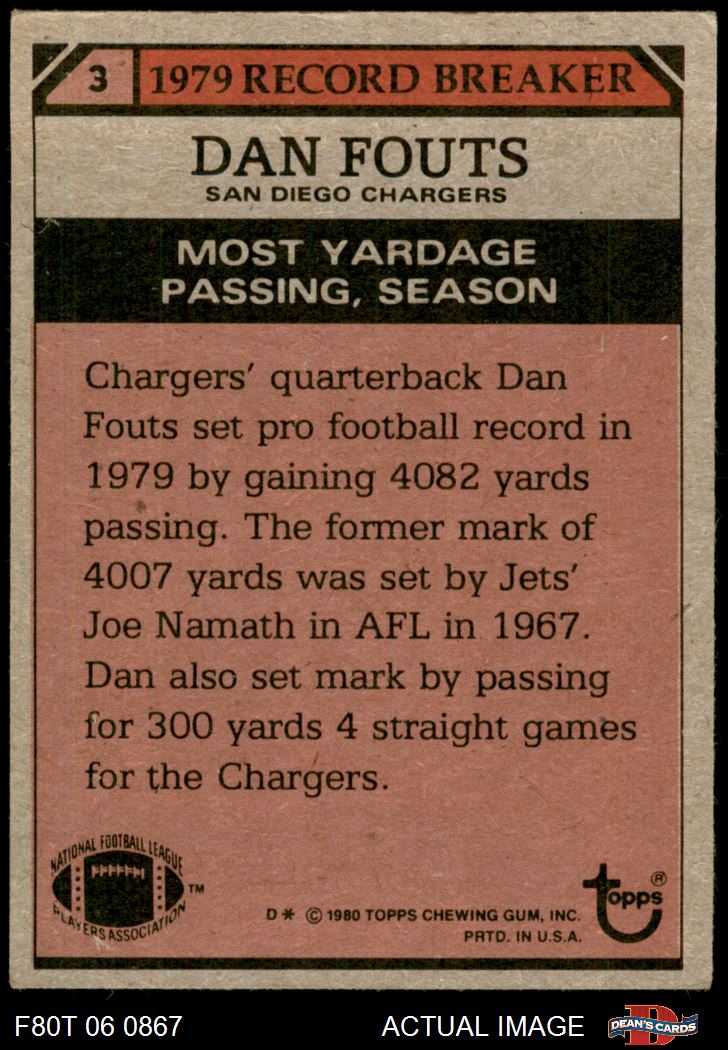 3
1979 RECORD BREAKER
DAN FOUTS
SAN DIEGO CHARGERS
MOST YARDAGE
PASSING, SEASON
Chargers' quarterback Dan
Fouts set pro football record in
1979 by gaining 4082 yards
passing. The former mark of
4007 yards was set by Jets'
Joe Namath in AFL in 1967.
Dan also set mark by passing
for 300 yards 4 straight games
for the Chargers.
NATIONAL FOOTBALL LEAGUE
PLAYERS ASSOCIATION
TM
topps ®
D * © 1980 TOPPS CHEWING GUM, INC.
PRTD. IN U.S.A.
F80T 06 0867
ACTUAL IMAGE
D
DEAN'S CARDS